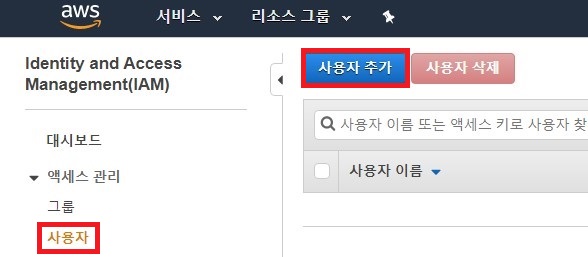 aws 서비스 리소스 그룹
Identity and Access
Management(IAM)
대시보드
액세스 관리
그룹
사용자
사용자 추가 사용자 삭제
사용자 이름 또는 액세스 키로 사용자 찾
사용자 이름